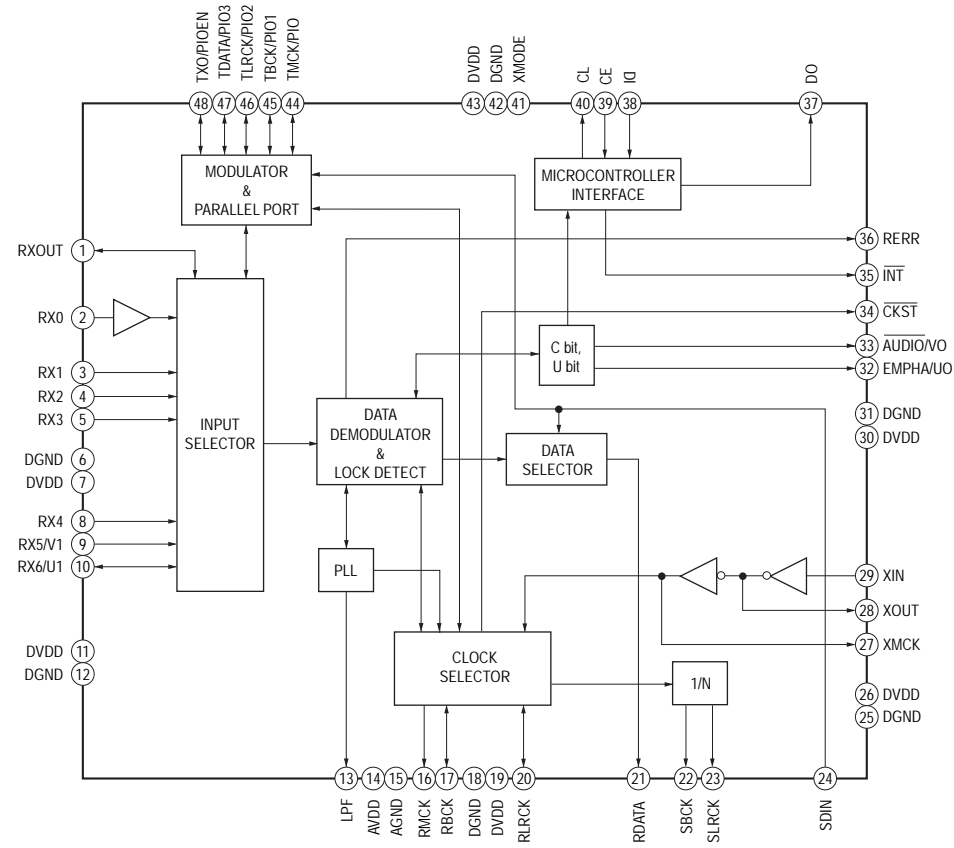 TXO/PIOEN
TDATA/PIO3
TLRCK/PIO2
TBCK/PIO1
TMCK/PIO
DVDD
DGND
XMODE
CL
CE
DI
DO
48
47
46
45
44
43
42
41
40
39
38
37
MODULATOR
&
PARALLEL PORT
MICROCONTROLLER
INTERFACE
RXOUT 1
RX0 2
RX1 3
RX2 4
RX3 5
DGND 6
DVDD 7
RX4 8
RX5/V1 9
RX6/U1 10
DVDD 11
DGND 12
INPUT
SELECTOR
DATA
DEMODULATOR
&
LOCK DETECT
C bit,
U bit
DATA
SELECTOR
PLL
CLOCK
SELECTOR
1/N
36 RERR
35 INT
34 CKST
33 AUDIO/VO
32 EMPHA/UO
31 DGND
30 DVDD
29 XIN
28 XOUT
27 XMCK
26 DVDD
25 DGND
13
14
15
16
17
18
19
20
21
22
23
24
LPF
AVDD
AGND
RMCK
RBCK
DGND
DVDD
RLRCK
RDATA
SBCK
SLRCK
SDIN